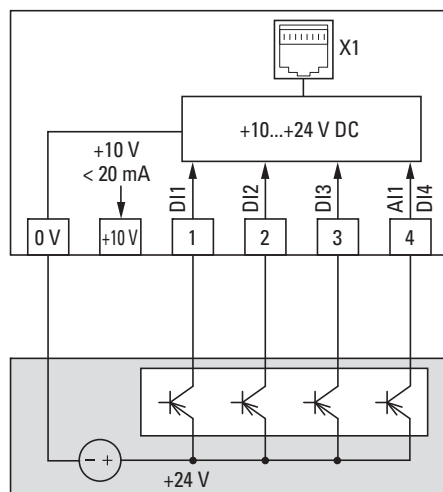 X1
+10...+24 V DC
+10 V
< 20 mA
DI1
DI2
DI3
AI1
DI4
0 V
+10 V
1
2
3
4
− +
+24 V